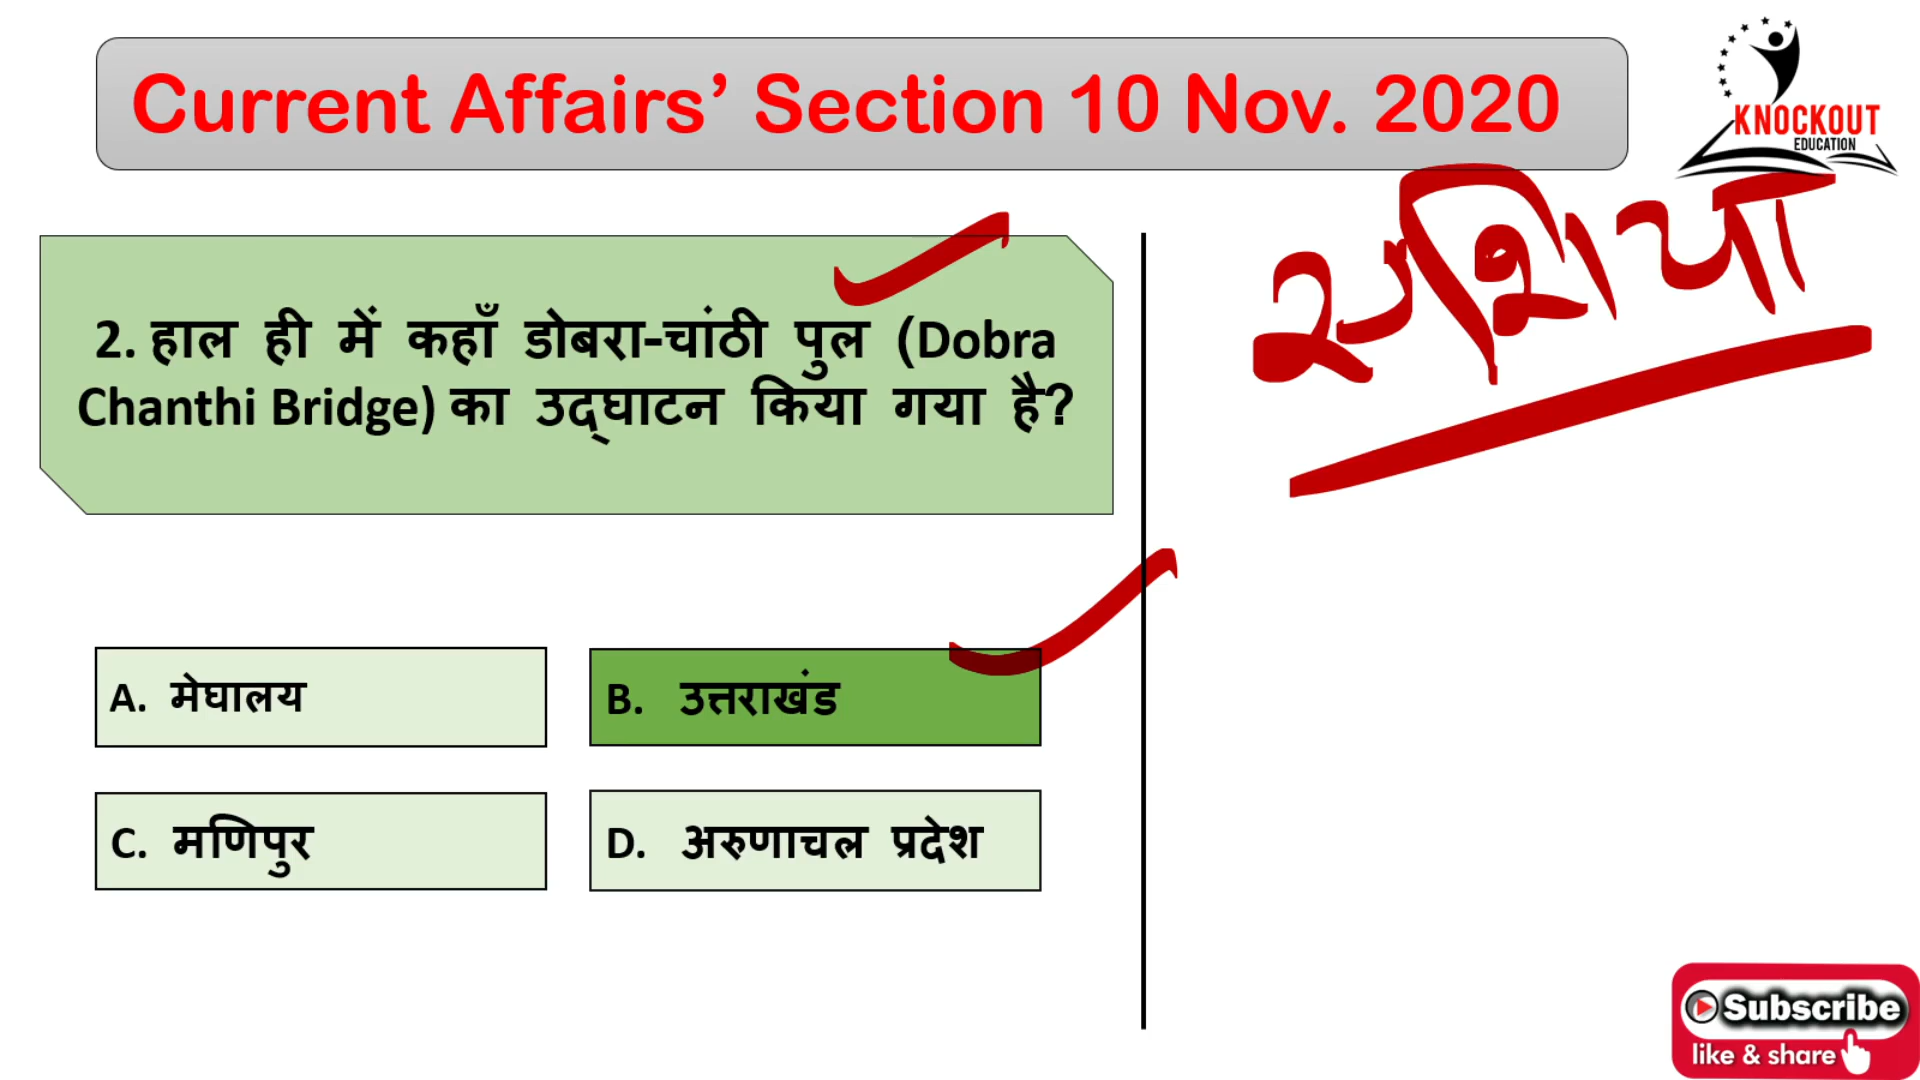 Current Affairs’ Section 10 Nov. 2020
KNOCKOUT
EDUCATION
2. हाल ही में कहाँ डोबरा-चांठी पुल (Dobra
Chanthi Bridge) का उद्घाटन किया गया है?
A. मेघालय
B. उत्तराखंड
C. मणिपुर
D. अरुणाचल प्रदेश
Subscribe
like & share